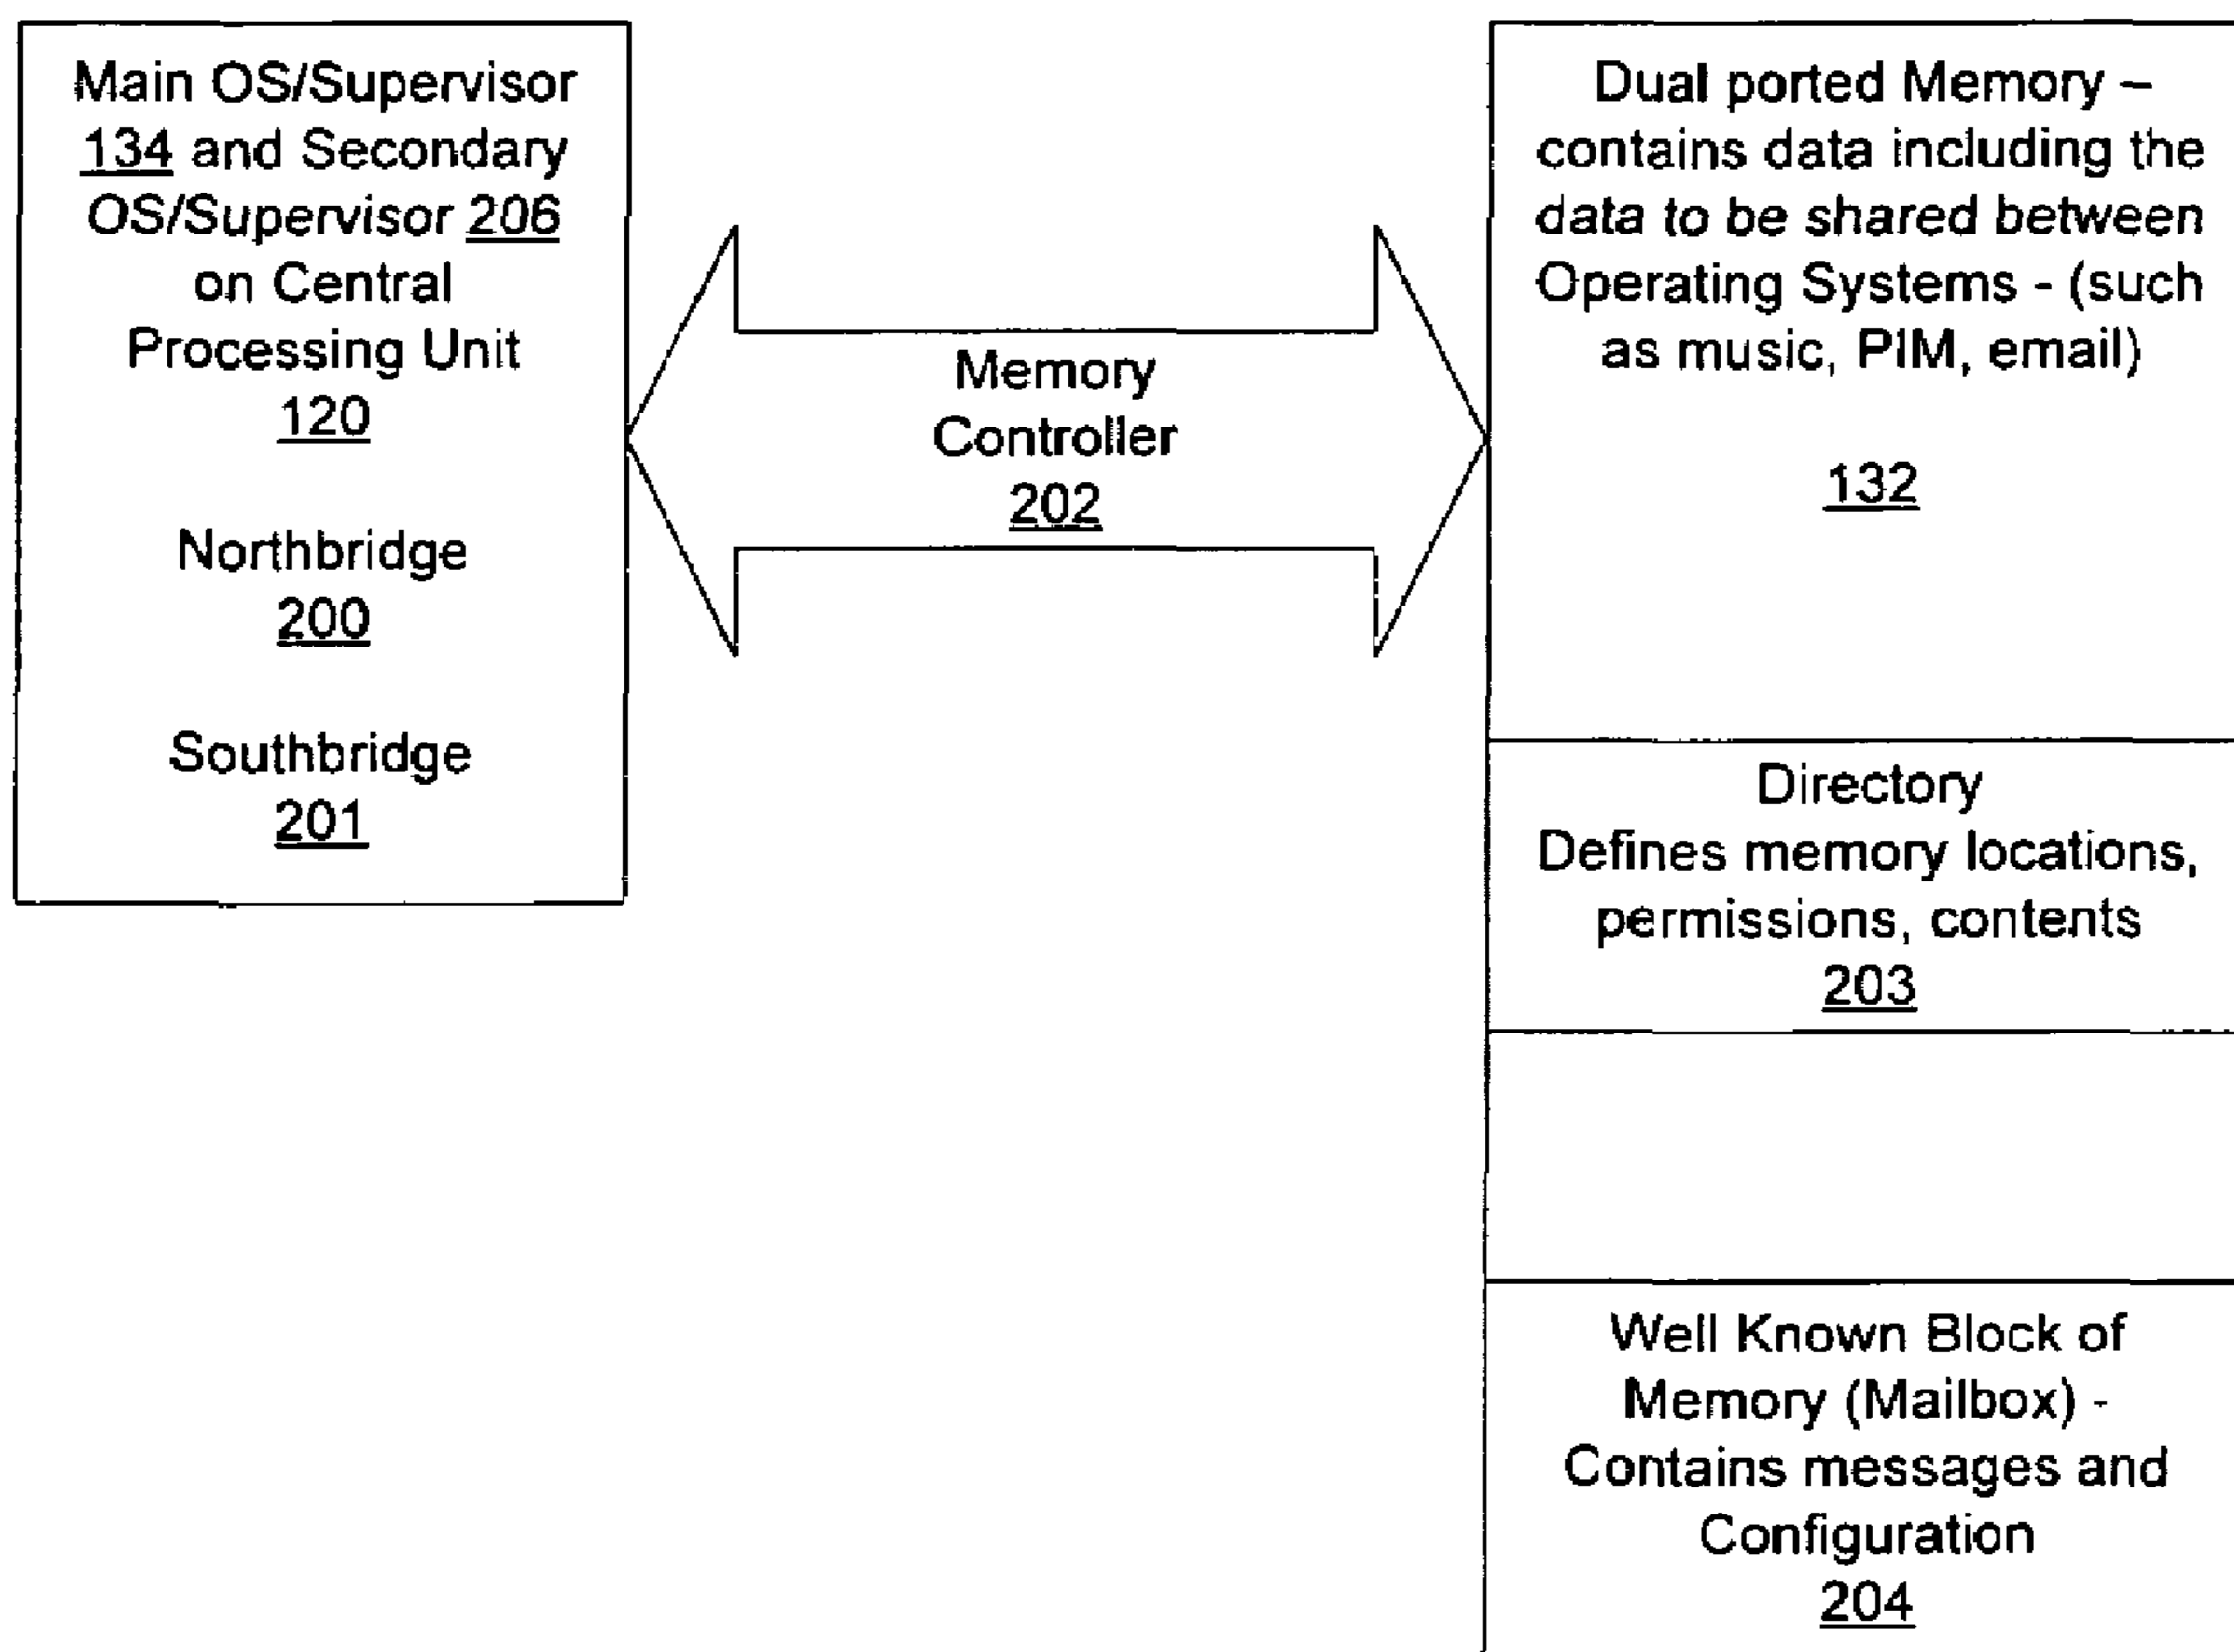 Main OS/Supervisor
134 and Secondary
OS/Supervisor 206
on Central
Processing Unit
120
Northbridge
200
Southbridge
201
Memory
Controller
202
Dual ported Memory –
contains data including the
data to be shared between
Operating Systems - (such
as music, PIM, email)
132
Directory
Defines memory locations,
permissions, contents
203
Well Known Block of
Memory (Mailbox) -
Contains messages and
Configuration
204